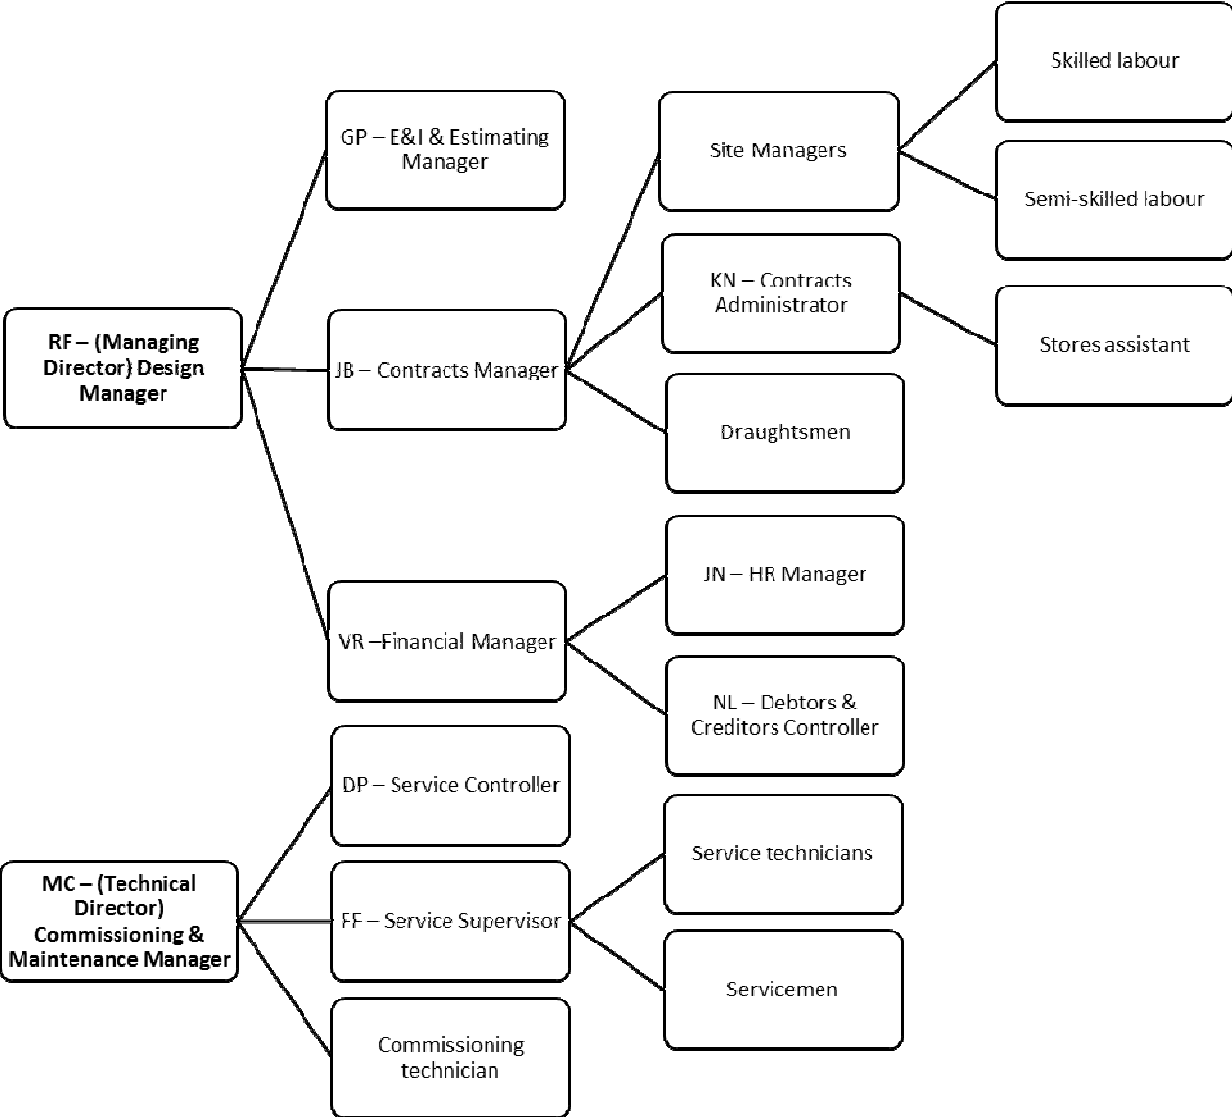 Skilled labour
GP – E&I & Estimating
Manager
Site Managers
Semi-skilled labour
KN – Contracts
Administrator
RF – (Managing
Director) Design
Manager
JB – Contracts Manager
Stores assistant
Draughtsmen
JN – HR Manager
VR –Financial Manager
NL – Debtors &
Creditors Controller
DP – Service Controller
Service technicians
MC – (Technical
Director)
Commissioning &
Maintenance Manager
FF – Service Supervisor
Servicemen
Commissioning
technician